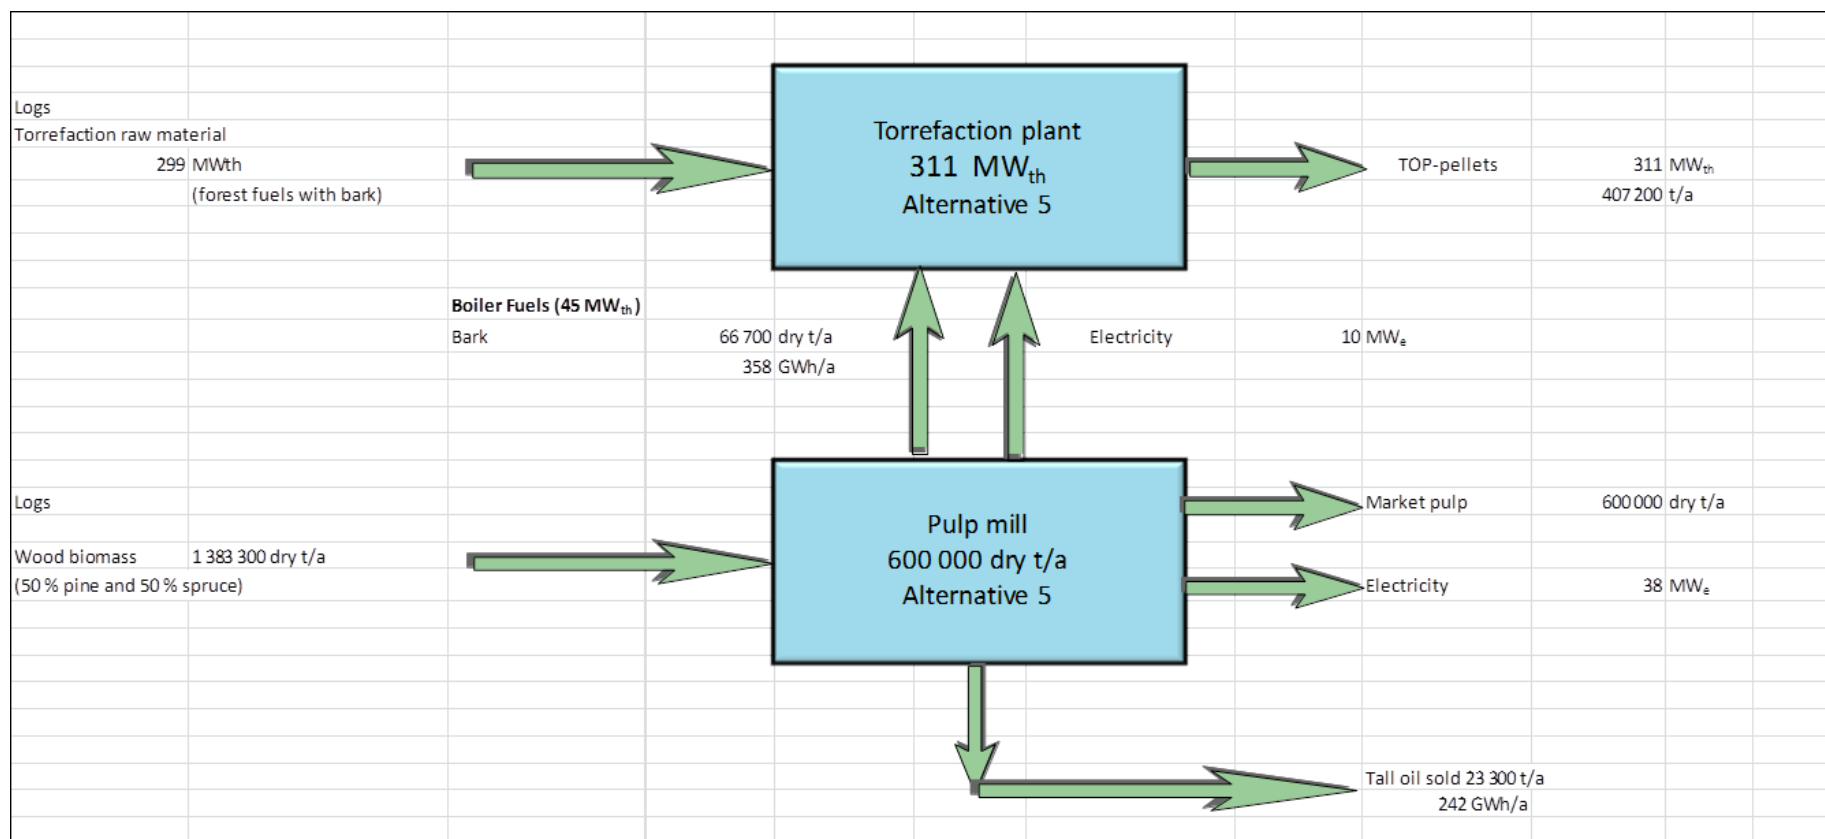 Logs
Torrefaction raw material
299 MWth
(forest fuels with bark)
Torrefaction plant
311 MWth
Alternative 5
TOP-pellets 311 MWth
407 200 t/a
Boiler Fuels (45 MWth)
Bark 66 700 dry t/a
358 GWh/a
Electricity 10 MWe
Logs
Wood biomass 1 383 300 dry t/a
(50 % pine and 50 % spruce)
Pulp mill
600 000 dry t/a
Alternative 5
Market pulp 600 000 dry t/a
Electricity 38 MWe
Tall oil sold 23 300 t/a
242 GWh/a